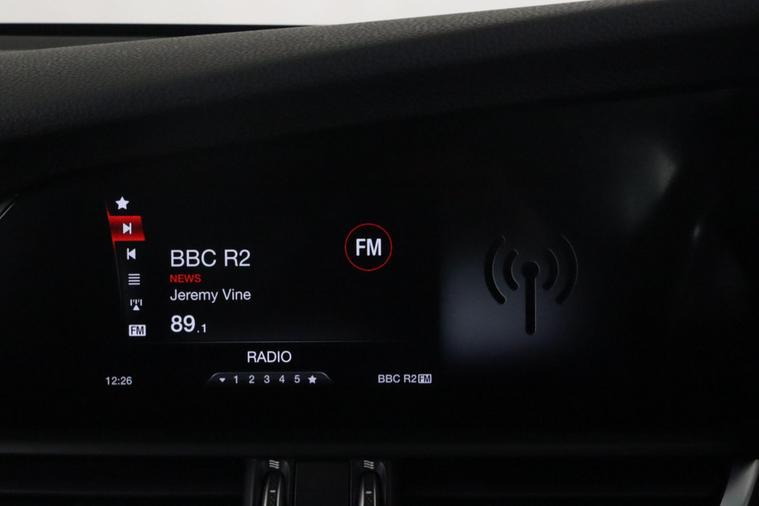 BBC R2
FM
NEWS
Jeremy Vine
89.1
FM
RADIO
12:26
1 2 3 4 5
BBC R2 FM